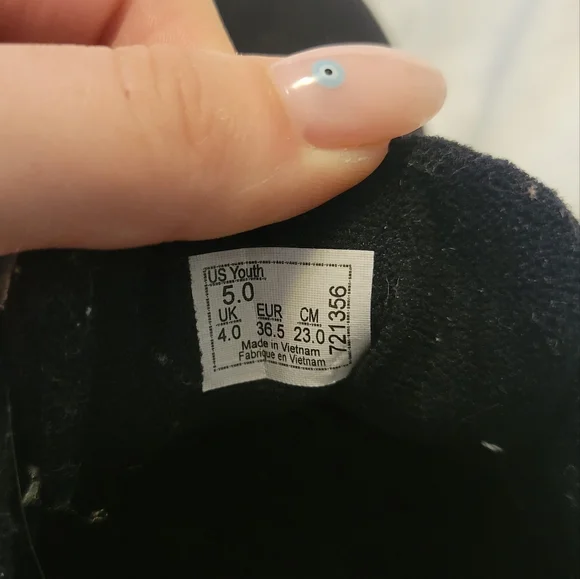 US Youth
5.0
UK EUR CM
4.0 36.5 23.0
Made in Vietnam
Fabrique en Vietnam
721356